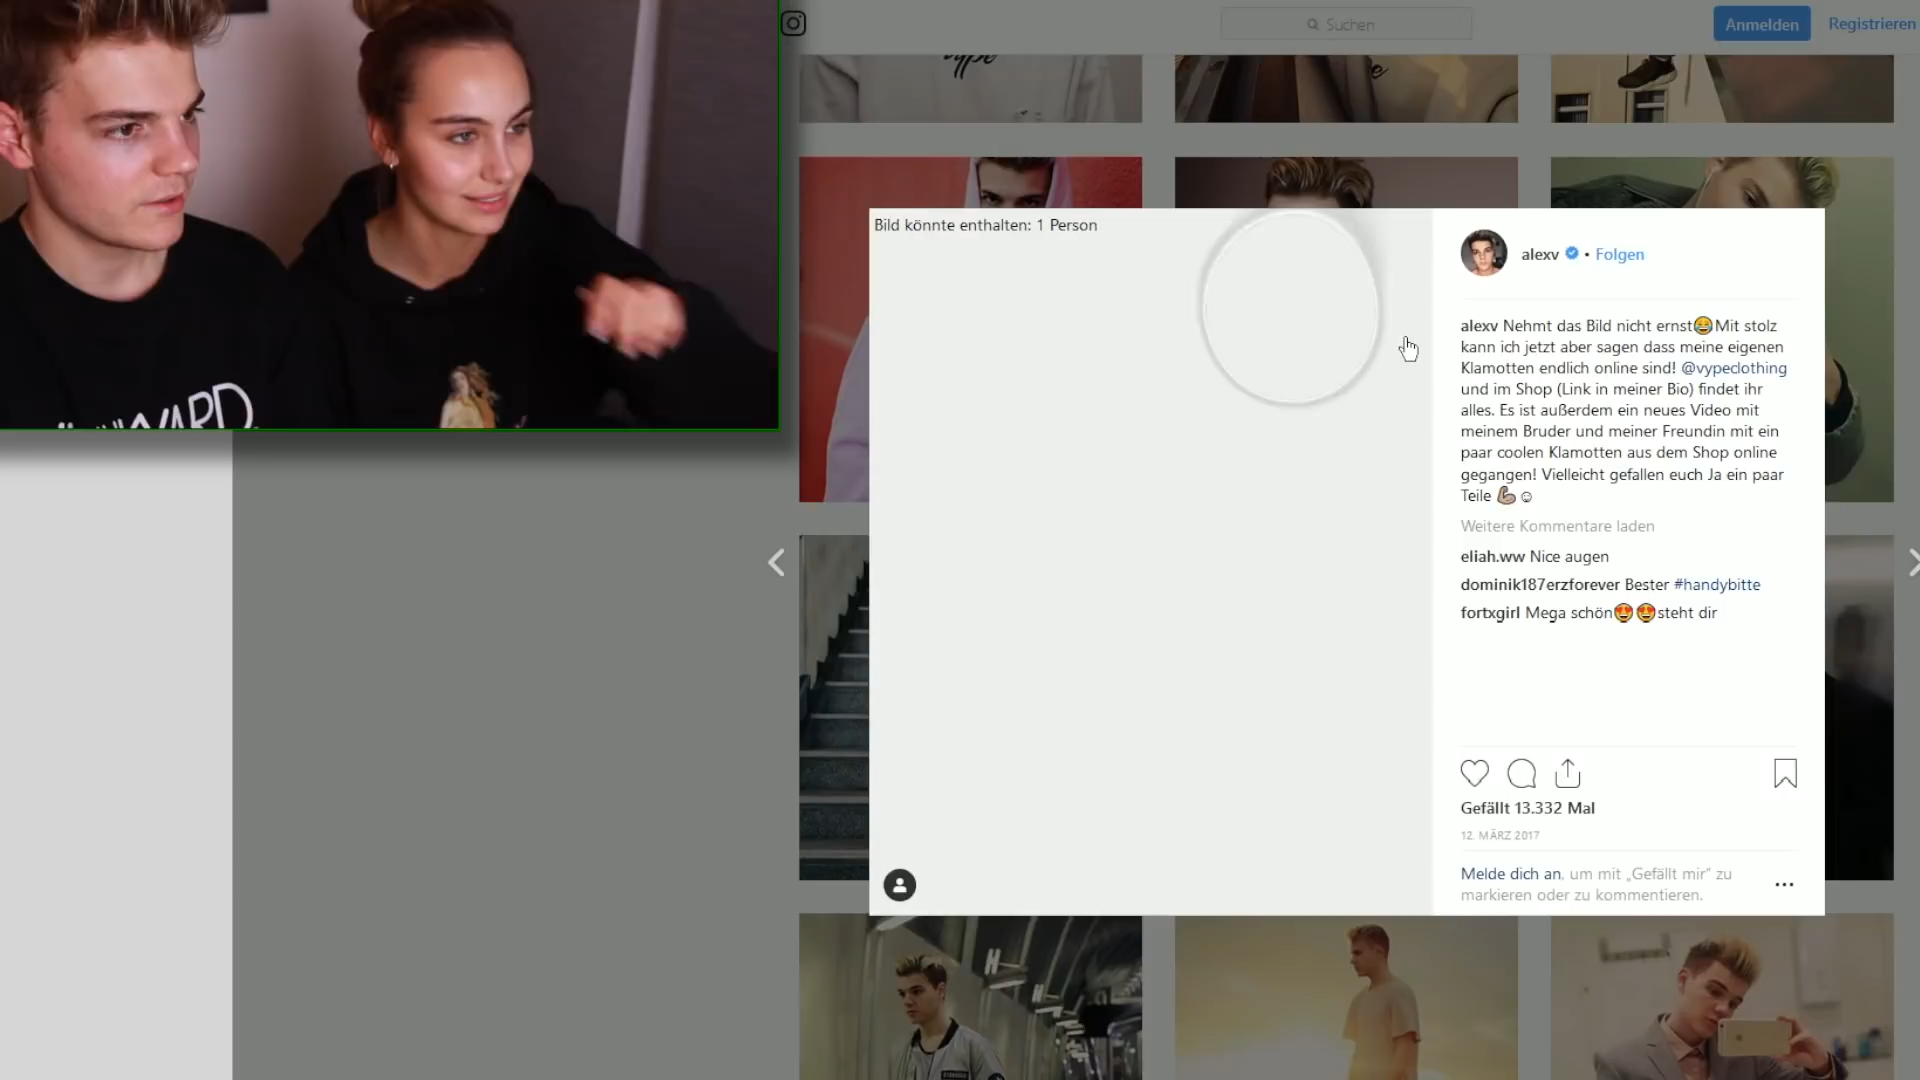 Suchen
Anmelden
Registrieren
Bild könnte enthalten: 1 Person
alexv • Folgen
alexv Nehmt das Bild nicht ernst😂Mit stolz
kann ich jetzt aber sagen dass meine eigenen
Klamotten endlich online sind! @vypeclothing
und im Shop (Link in meiner Bio) findet ihr
alles. Es ist außerdem ein neues Video mit
meinem Bruder und meiner Freundin mit ein
paar coolen Klamotten aus dem Shop online
gegangen! Vielleicht gefallen euch Ja ein paar
Teile 💪🏽☺
Weitere Kommentare laden
eliah.ww Nice augen
dominik187erzforever Bester #handybitte
fortxgirl Mega schön😍😍steht dir
Gefällt 13.332 Mal
12. MÄRZ 2017
Melde dich an, um mit „Gefällt mir“ zu
markieren oder zu kommentieren.